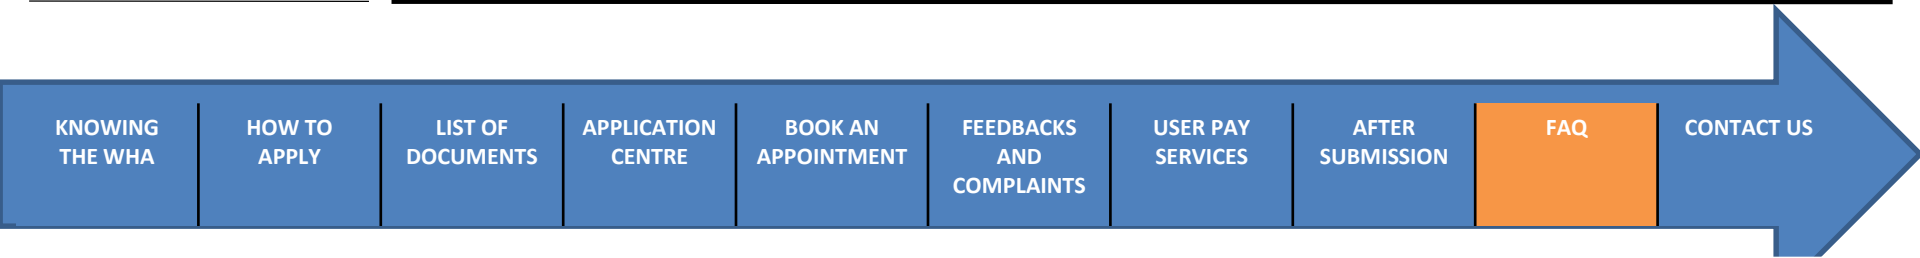 KNOWING
THE WHA
HOW TO
APPLY
LIST OF
DOCUMENTS
APPLICATION
CENTRE
BOOK AN
APPOINTMENT
FEEDBACKS
AND
COMPLAINTS
USER PAY
SERVICES
AFTER
SUBMISSION
FAQ
CONTACT US